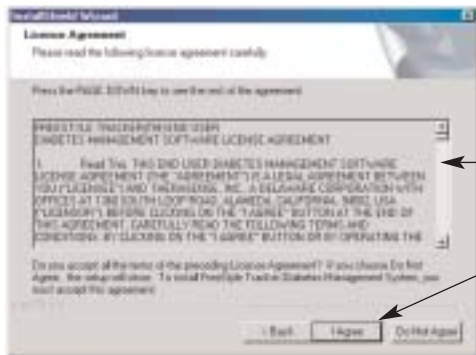 InstallShield Wizard
License Agreement
Please read the following license agreement carefully.
Press the PAGE DOWN key to see the rest of the agreement.
FREESTYLE TRACKER(TM) END USER
DIABETES MANAGEMENT SOFTWARE LICENSE AGREEMENT
1. Read This. THIS END USER DIABETES MANAGEMENT SOFTWARE
LICENSE AGREEMENT (THE "AGREEMENT") IS A LEGAL AGREEMENT BETWEEN
YOU ("LICENSEE") AND THERASENSE, INC., A DELAWARE CORPORATION WITH
OFFICES AT 1360 SOUTH LOOP ROAD, ALAMEDA, CALIFORNIA, 94502, USA
("LICENSOR"). BEFORE CLICKING ON THE "I AGREE" BUTTON AT THE END OF
THIS AGREEMENT, CAREFULLY READ THE FOLLOWING TERMS AND
CONDITIONS. BY CLICKING ON THE "I AGREE" BUTTON OR BY OPERATING THE
Do you accept all the terms of the preceding License Agreement? If you choose Do Not
Agree, the setup will close. To install FreeStyle Tracker Diabetes Management System, you
must accept this agreement.
< Back
I Agree
Do Not Agree